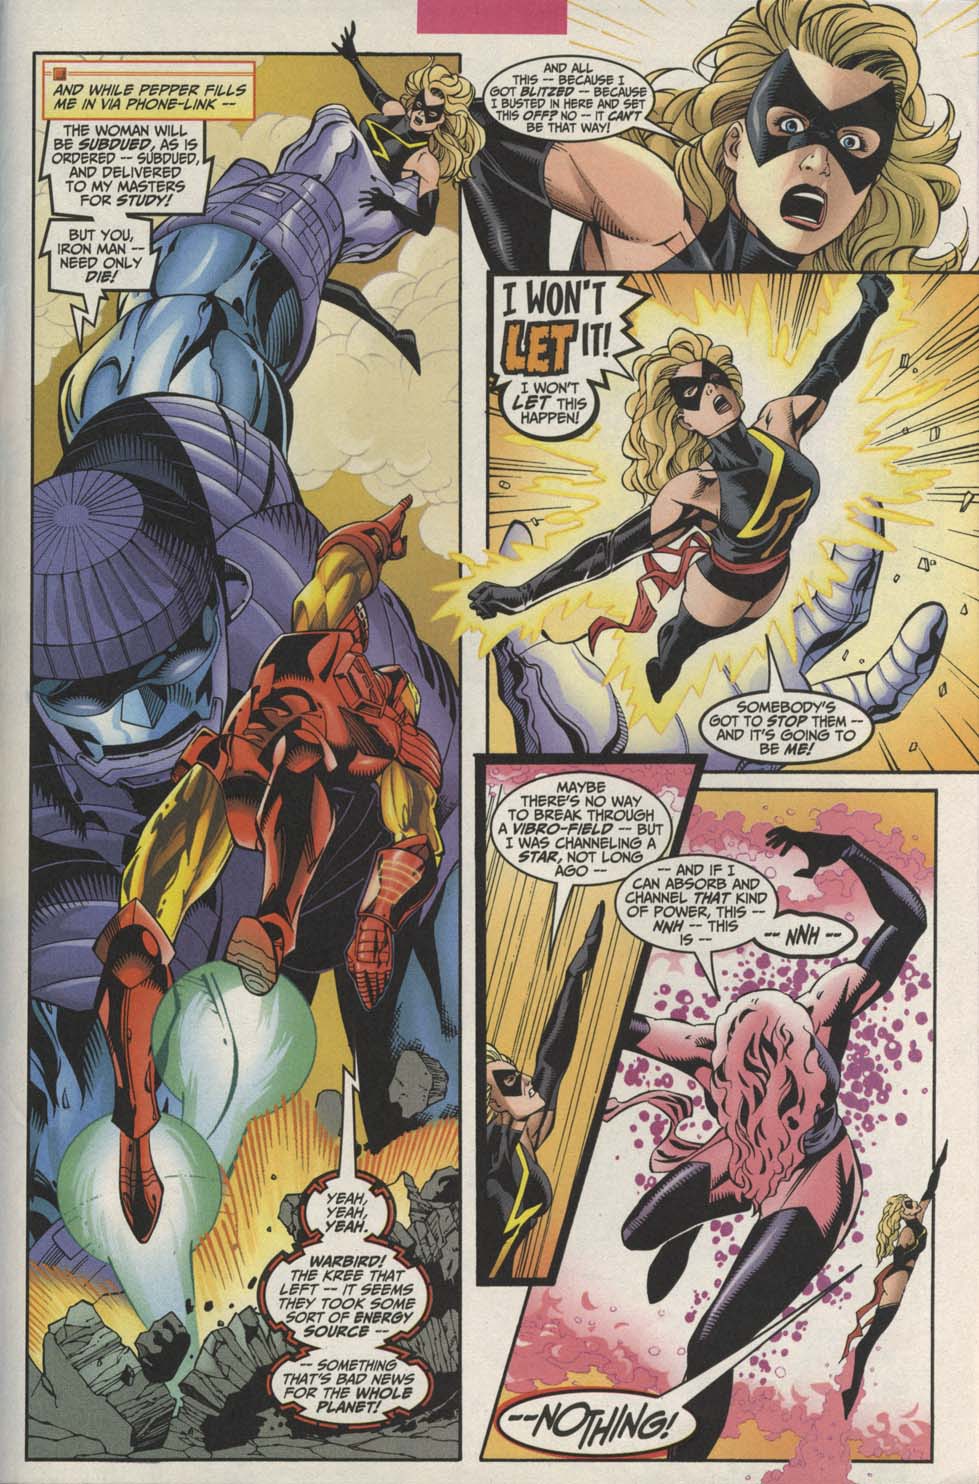 AND WHILE PEPPER FILLS
ME IN VIA PHONE-LINK --
THE WOMAN WILL
BE SUBDUED, AS IS
ORDERED -- SUBDUED,
AND DELIVERED
TO MY MASTERS
FOR STUDY!
BUT YOU,
IRON MAN --
NEED ONLY
DIE!
YEAH,
YEAH,
YEAH.
WARBIRD!
THE KREE THAT
LEFT -- IT SEEMS
THEY TOOK SOME
SORT OF ENERGY
SOURCE --
-- SOMETHING
THAT'S BAD NEWS
FOR THE WHOLE
PLANET!
AND ALL
THIS -- BECAUSE I
GOT BLITZED -- BECAUSE
I BUSTED IN HERE AND SET
THIS OFF? NO -- IT CAN'T
BE THAT WAY!
I WON'T
LET IT!
I WON'T
LET THIS
HAPPEN!
SOMEBODY'S
GOT TO STOP THEM --
AND IT'S GOING TO
BE ME!
MAYBE
THERE'S NO WAY
TO BREAK THROUGH
A VIBRO-FIELD -- BUT
I WAS CHANNELING A
STAR, NOT LONG
AGO --
-- AND IF I
CAN ABSORB AND
CHANNEL THAT KIND
OF POWER, THIS --
NNH -- THIS
IS --
-- NNH --
--NOTHING!